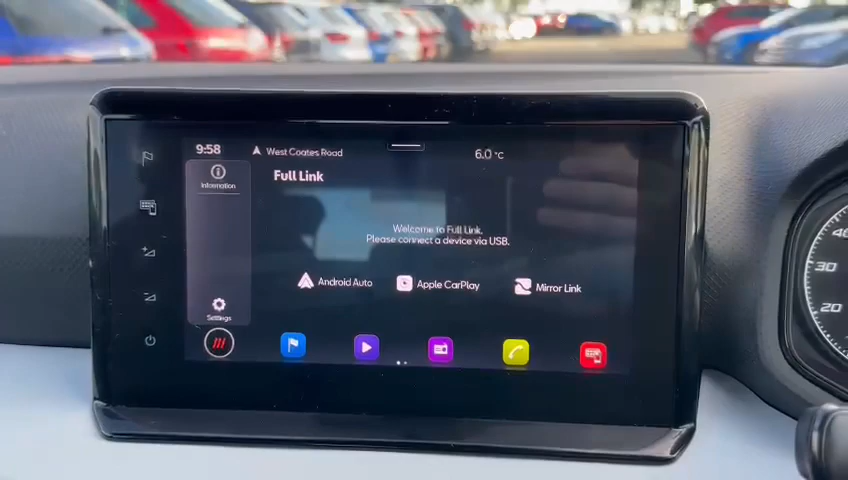 9:58
West Coates Road
6.0 °C
Information
Full Link
Welcome to Full Link.
Please connect a device via USB.
Android Auto
Apple CarPlay
Mirror Link
Settings
40
30
20